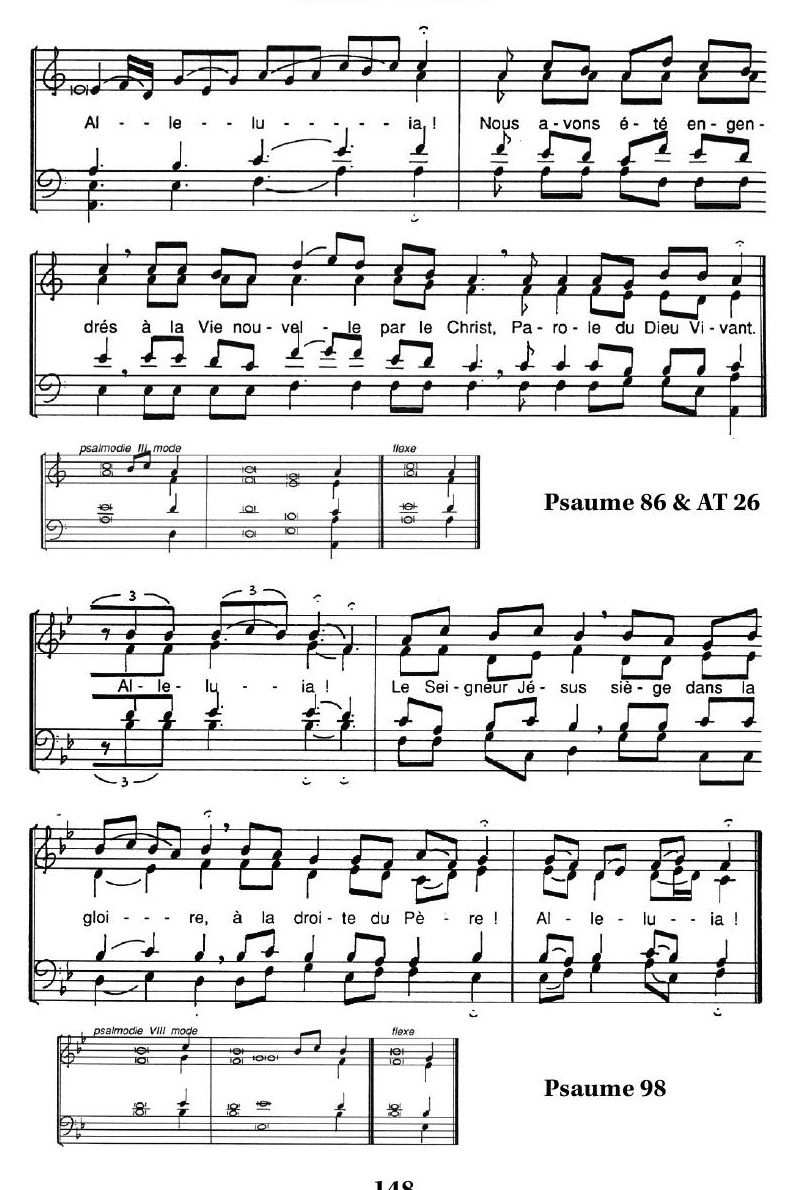 Al - - le - - lu - - - - - ia ! Nous a-vons é-té en-gen-
drés à la Vie nou-vel - le par le Christ, Pa-ro-le du Dieu Vi-vant.
psalmodie III mode flexe
Psaume 86 & AT 26
3 3
Al-le-lu - - ia ! Le Sei-gneur Jé-sus siè-ge dans la
3
gloi - - - re, à la droi-te du Pè - re ! Al - le - lu - - ia !
psalmodie VIII mode flexe
Psaume 98
148